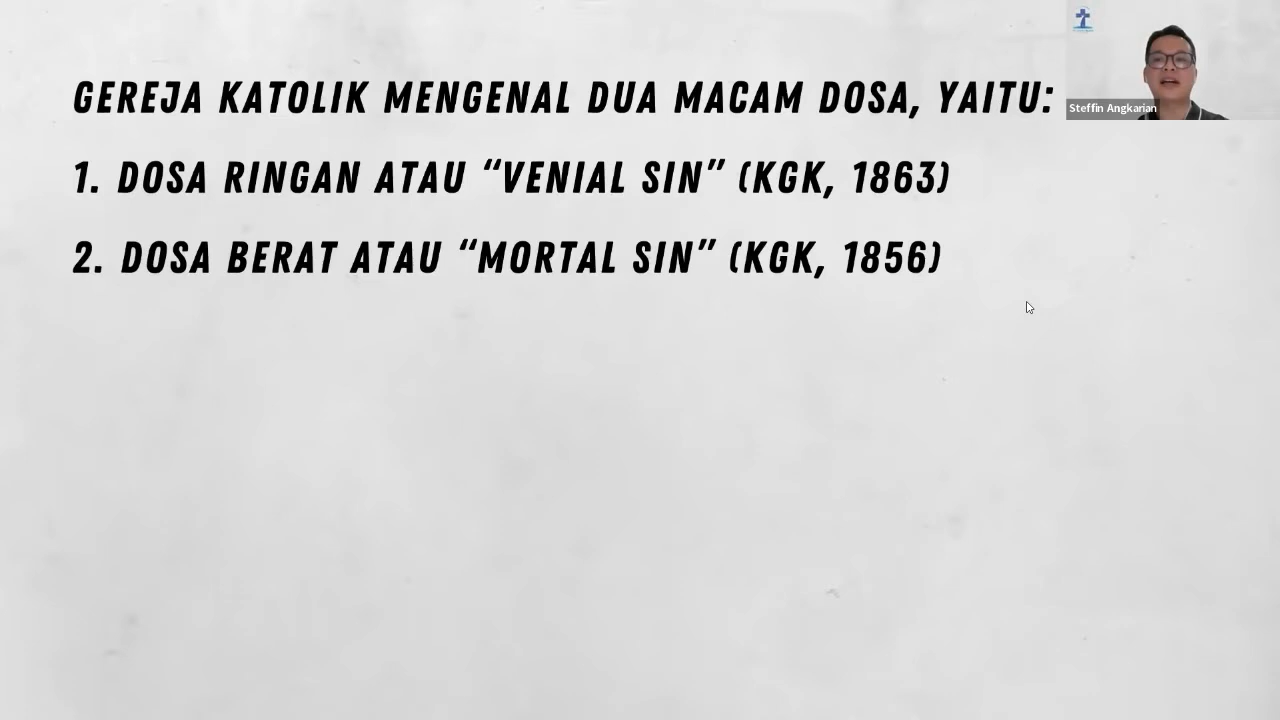 GEREJA KATOLIK MENGENAL DUA MACAM DOSA, YAITU:
1. DOSA RINGAN ATAU “VENIAL SIN” (KGK, 1863)
2. DOSA BERAT ATAU “MORTAL SIN” (KGK, 1856)
Steffin Angkarian